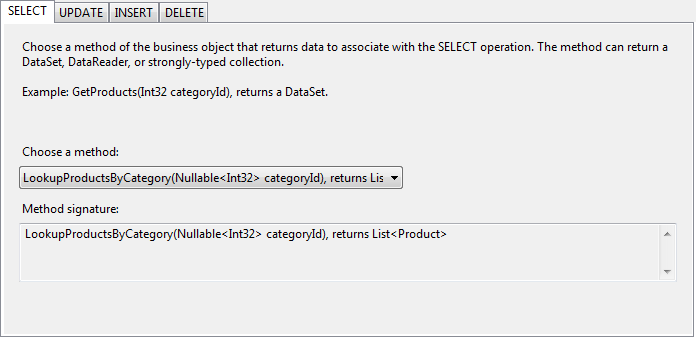 SELECT UPDATE INSERT DELETE
Choose a method of the business object that returns data to associate with the SELECT operation. The method can return a
DataSet, DataReader, or strongly-typed collection.
Example: GetProducts(Int32 categoryId), returns a DataSet.
Choose a method:
LookupProductsByCategory(Nullable<Int32> categoryId), returns Lis
Method signature:
LookupProductsByCategory(Nullable<Int32> categoryId), returns List<Product>